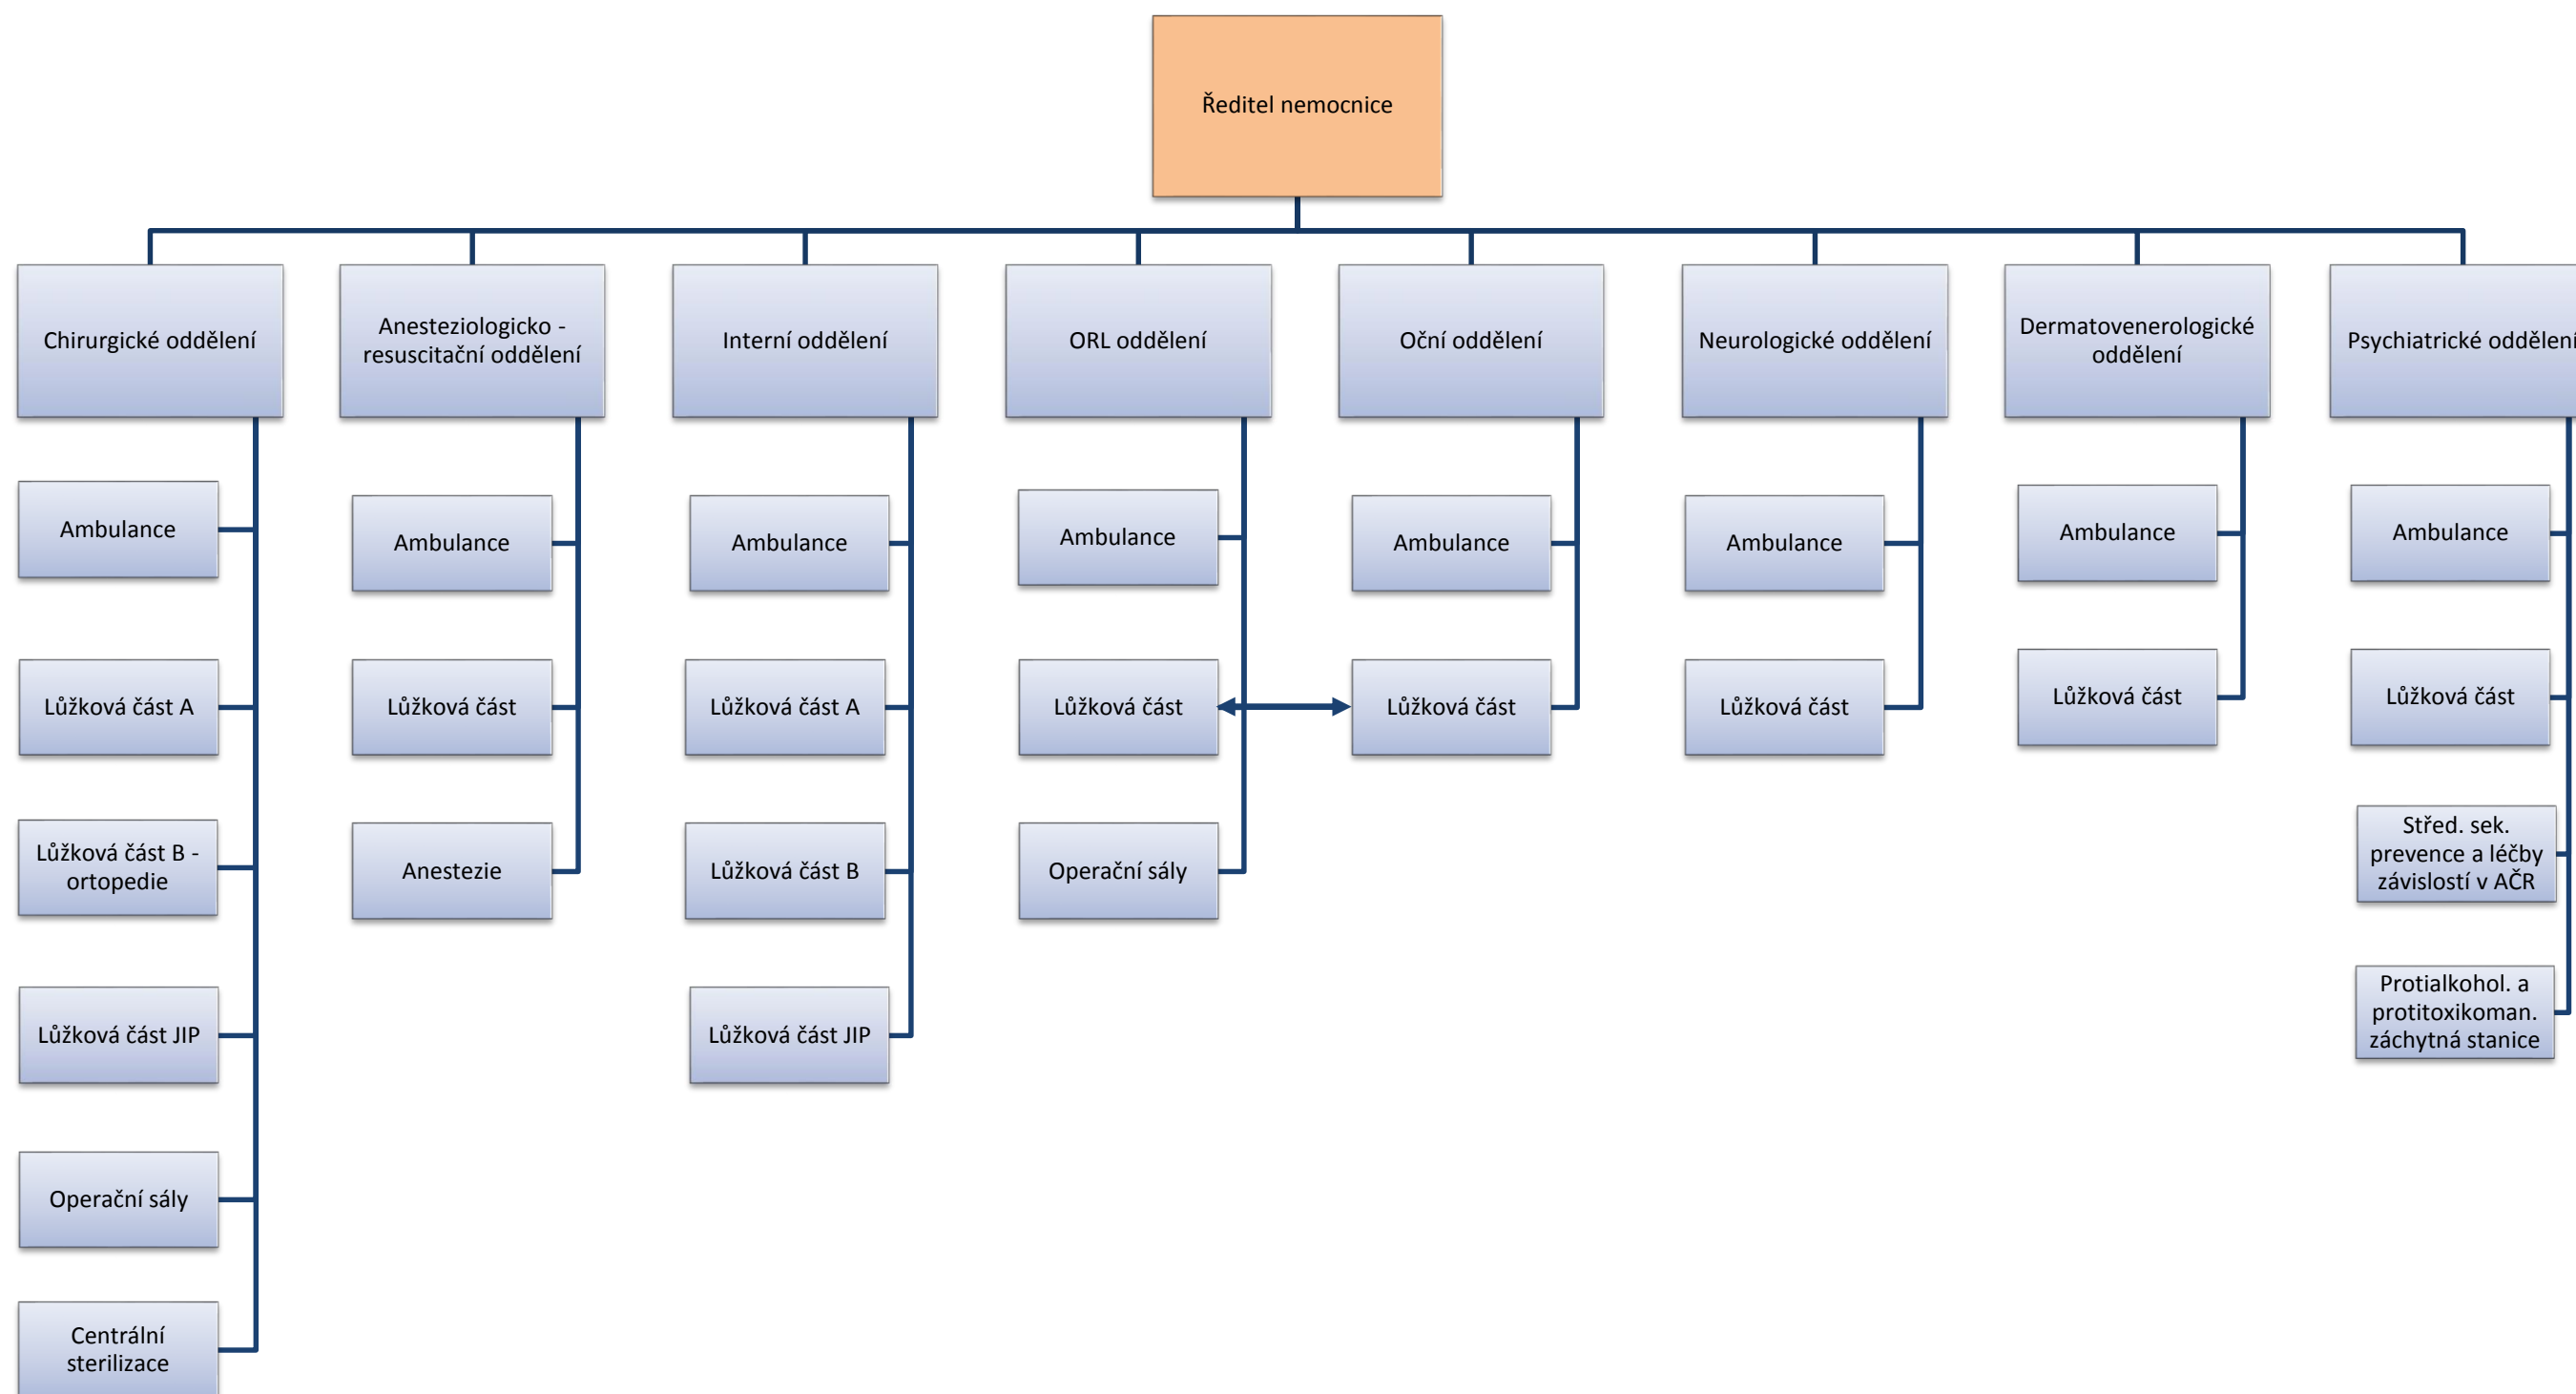 Ředitel nemocnice
Chirurgické oddělení
Anesteziologicko -
resuscitační oddělení
Interní oddělení
ORL oddělení
Oční oddělení
Neurologické oddělení
Dermatovenerologické
oddělení
Psychiatrické oddělení
Ambulance
Ambulance
Ambulance
Ambulance
Ambulance
Ambulance
Ambulance
Ambulance
Lůžková část A
Lůžková část
Lůžková část A
Lůžková část
Lůžková část
Lůžková část
Lůžková část
Lůžková část
Lůžková část B -
ortopedie
Anestezie
Lůžková část B
Operační sály
Střed. sek.
prevence a léčby
závislostí v AČR
Lůžková část JIP
Lůžková část JIP
Protialkohol. a
protitoxikoman.
záchytná stanice
Operační sály
Centrální
sterilizace